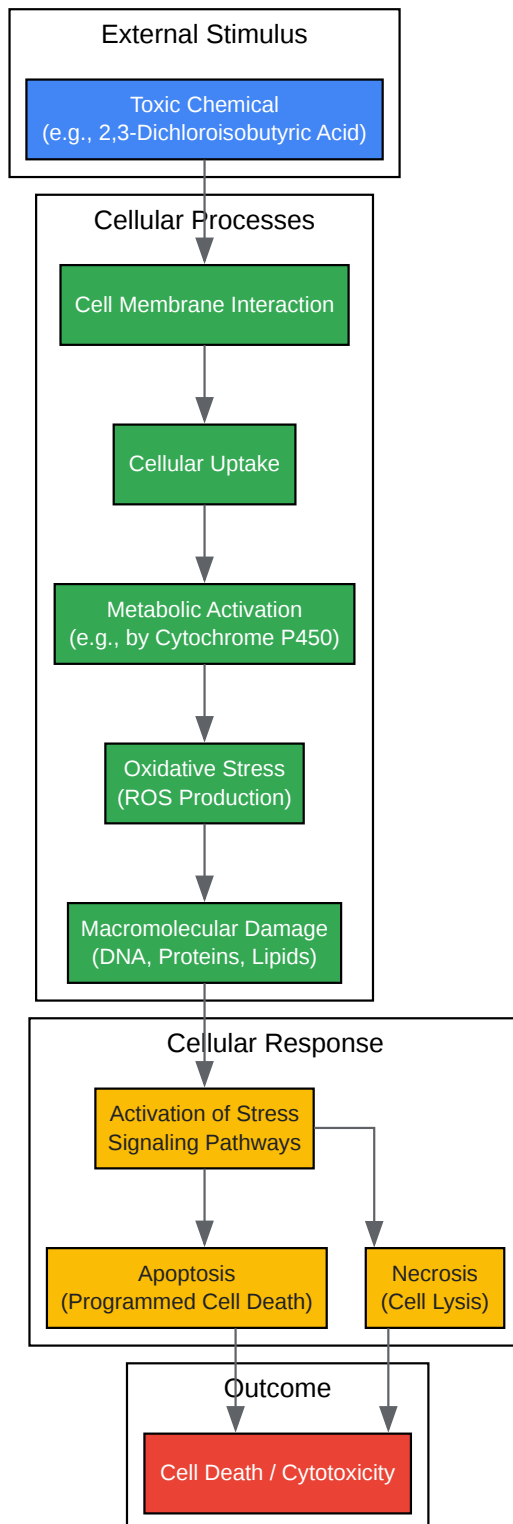 External Stimulus
Toxic Chemical
(e.g., 2,3-Dichloroisobutyric Acid)
Cellular Processes
Cell Membrane Interaction
Cellular Uptake
Metabolic Activation
(e.g., by Cytochrome P450)
Oxidative Stress
(ROS Production)
Macromolecular Damage
(DNA, Proteins, Lipids)
Cellular Response
Activation of Stress
Signaling Pathways
Apoptosis
(Programmed Cell Death)
Necrosis
(Cell Lysis)
Outcome
Cell Death / Cytotoxicity